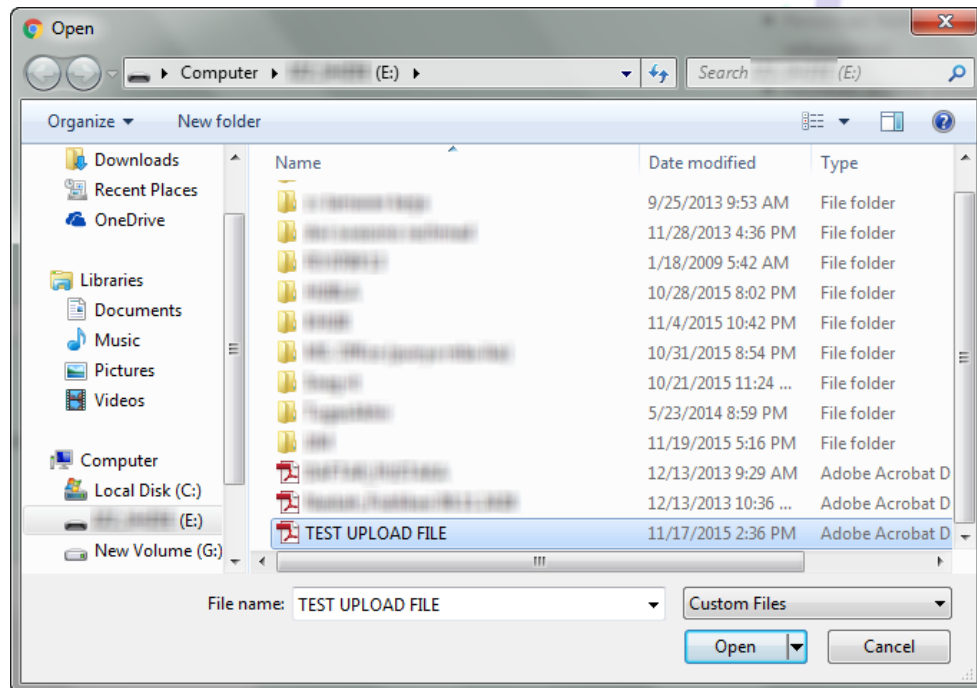 Open
Computer (E:)
Search (E:)
Organize New folder
Downloads
Recent Places
OneDrive
Libraries
Documents
Music
Pictures
Videos
Computer
Local Disk (C:)
(E:)
New Volume (G:)
Name Date modified Type
9/25/2013 9:53 AM File folder
11/28/2013 4:36 PM File folder
1/18/2009 5:42 AM File folder
10/28/2015 8:02 PM File folder
11/4/2015 10:42 PM File folder
10/31/2015 8:54 PM File folder
10/21/2015 11:24 ... File folder
5/23/2014 8:59 PM File folder
11/19/2015 5:16 PM File folder
12/13/2013 9:29 AM Adobe Acrobat D
12/13/2013 10:36 ... Adobe Acrobat D
TEST UPLOAD FILE 11/17/2015 2:36 PM Adobe Acrobat D
File name: TEST UPLOAD FILE Custom Files
Open Cancel